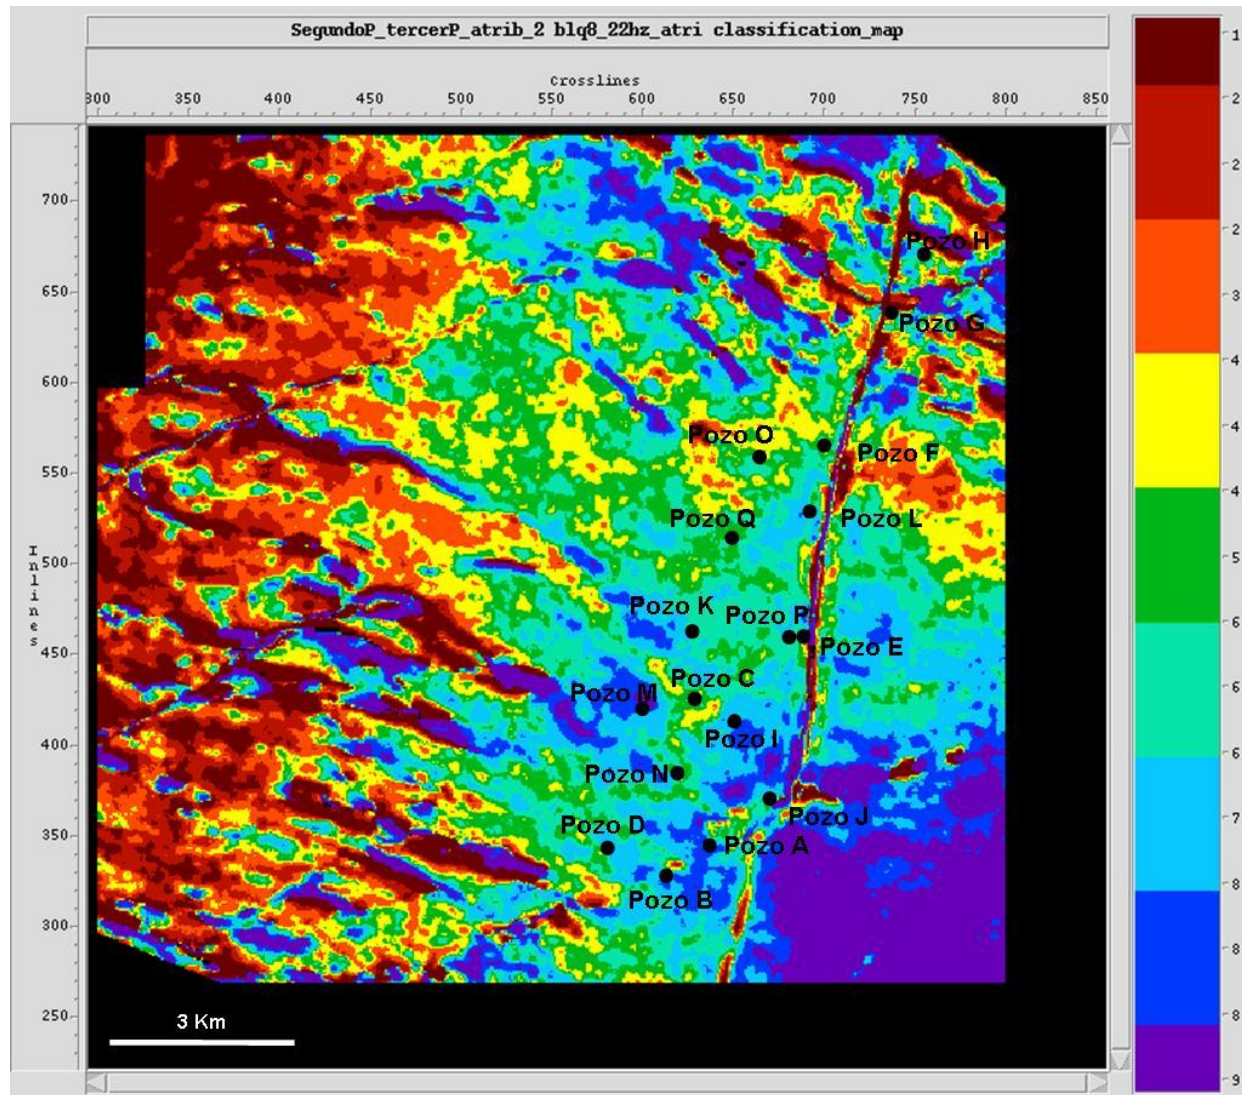 SegundoP_tercerP_atrib_2 blq8_22hz_atri classification_map
Crosslines
300 350 400 450 500 550 600 650 700 750 800 850
1
2
2
2
3
4
4
4
6
6
6
7
8
8
9
700
650
600
550
500
450
400
350
300
250
Inlines
Pozo H
Pozo G
Pozo O
Pozo F
Pozo Q
Pozo L
Pozo K
Pozo P
Pozo E
Pozo C
Pozo M
Pozo I
Pozo N
Pozo J
Pozo D
Pozo A
Pozo B
3 Km